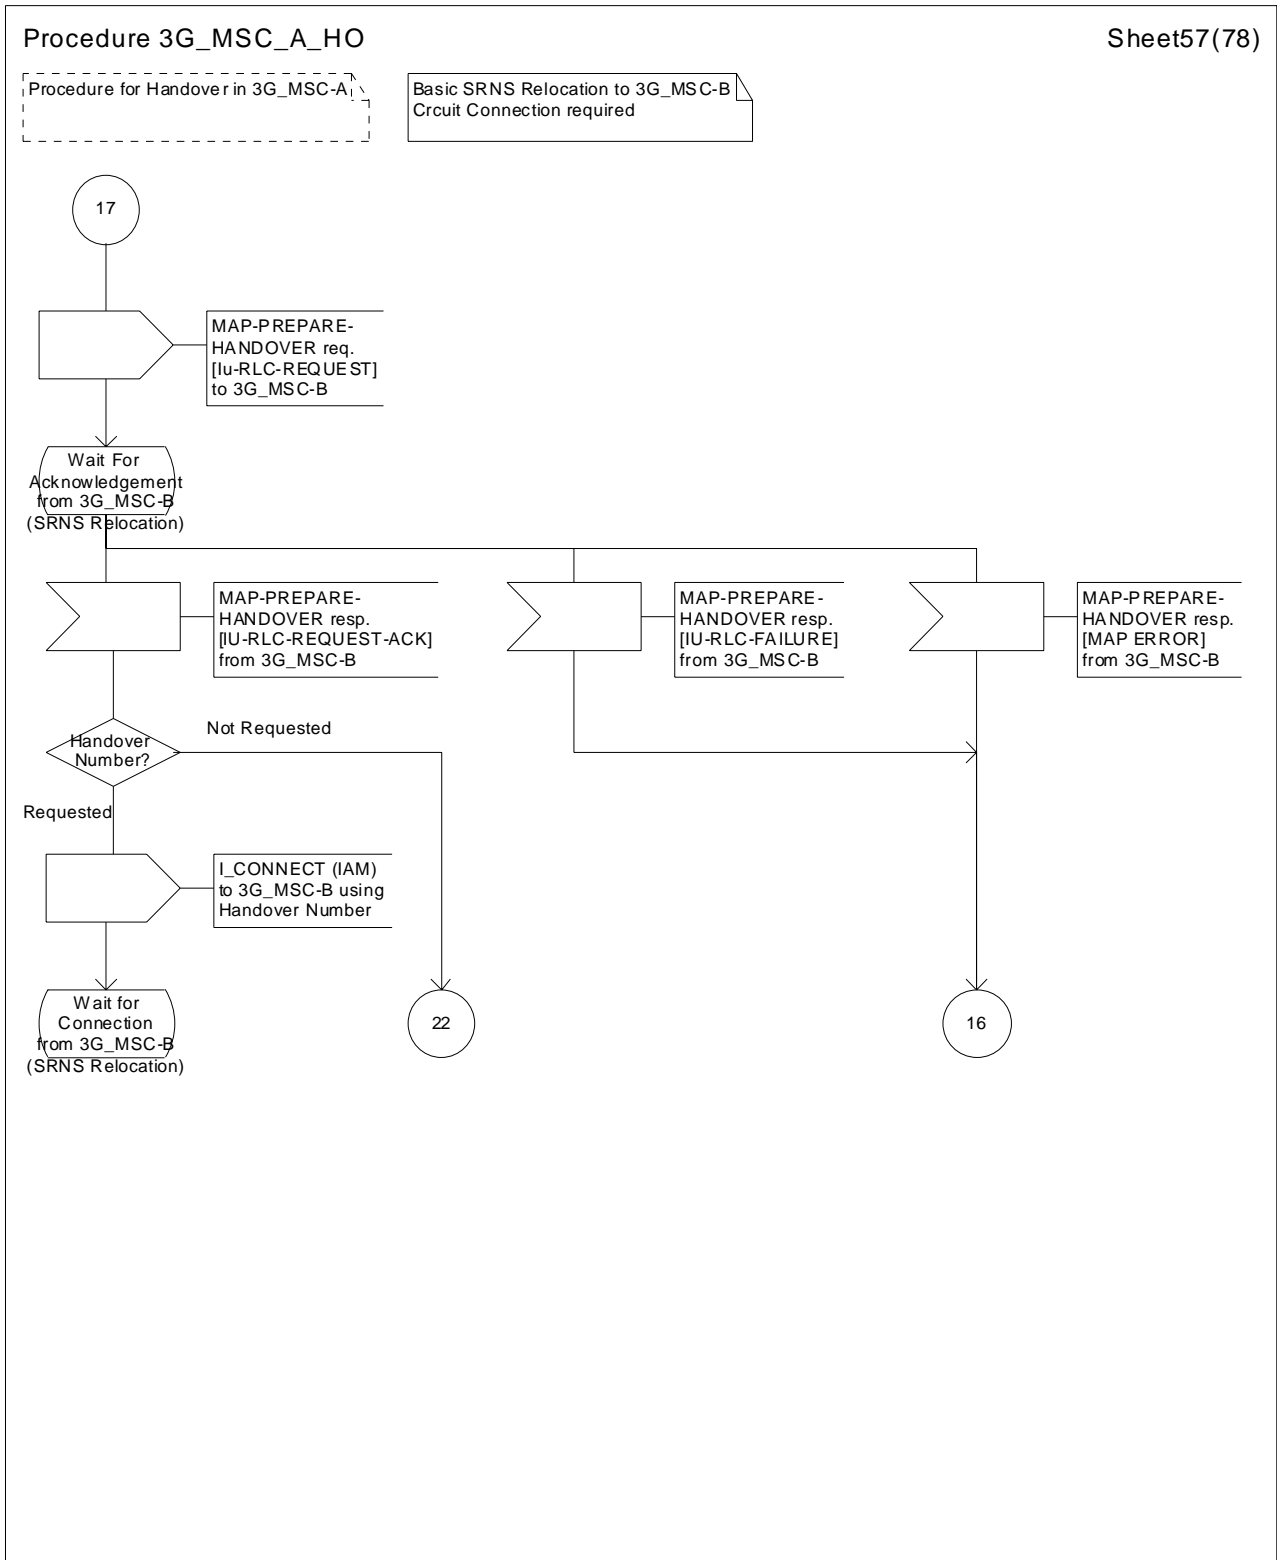 Procedure 3G_MSC_A_HO
Sheet57(78)
Procedure for Handover in 3G_MSC-A
Basic SRNS Relocation to 3G_MSC-B
Crcuit Connection required
17
MAP-PREPARE-
HANDOVER req.
[Iu-RLC-REQUEST]
to 3G_MSC-B
Wait For
Acknowledgement
from 3G_MSC-B
(SRNS Relocation)
MAP-PREPARE-
HANDOVER resp.
[IU-RLC-REQUEST-ACK]
from 3G_MSC-B
MAP-PREPARE-
HANDOVER resp.
[IU-RLC-FAILURE]
from 3G_MSC-B
MAP-PREPARE-
HANDOVER resp.
[MAP ERROR]
from 3G_MSC-B
Handover
Number?
Not Requested
Requested
I_CONNECT (IAM)
to 3G_MSC-B using
Handover Number
Wait for
Connection
from 3G_MSC-B
(SRNS Relocation)
22
16